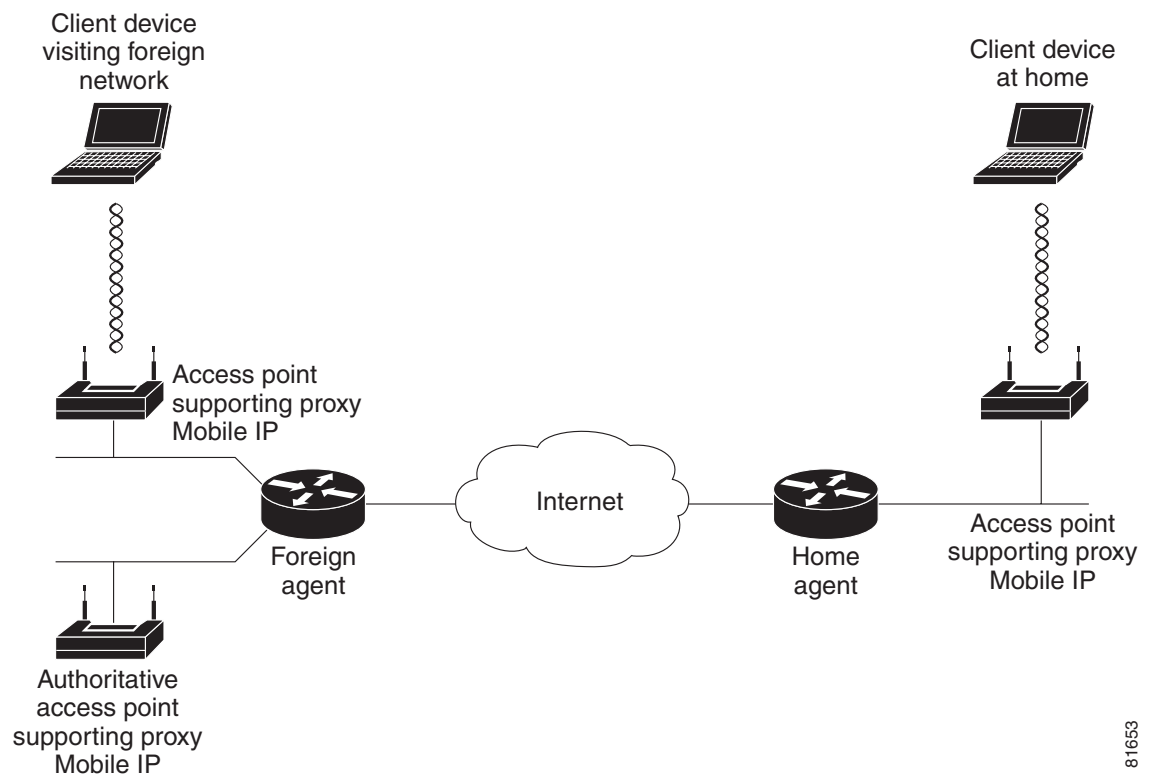 Client device
visiting foreign
network
Client device
at home
Access point
supporting proxy
Mobile IP
Internet
Foreign
agent
Home
agent
Access point
supporting proxy
Mobile IP
Authoritative
access point
supporting proxy
Mobile IP
81653